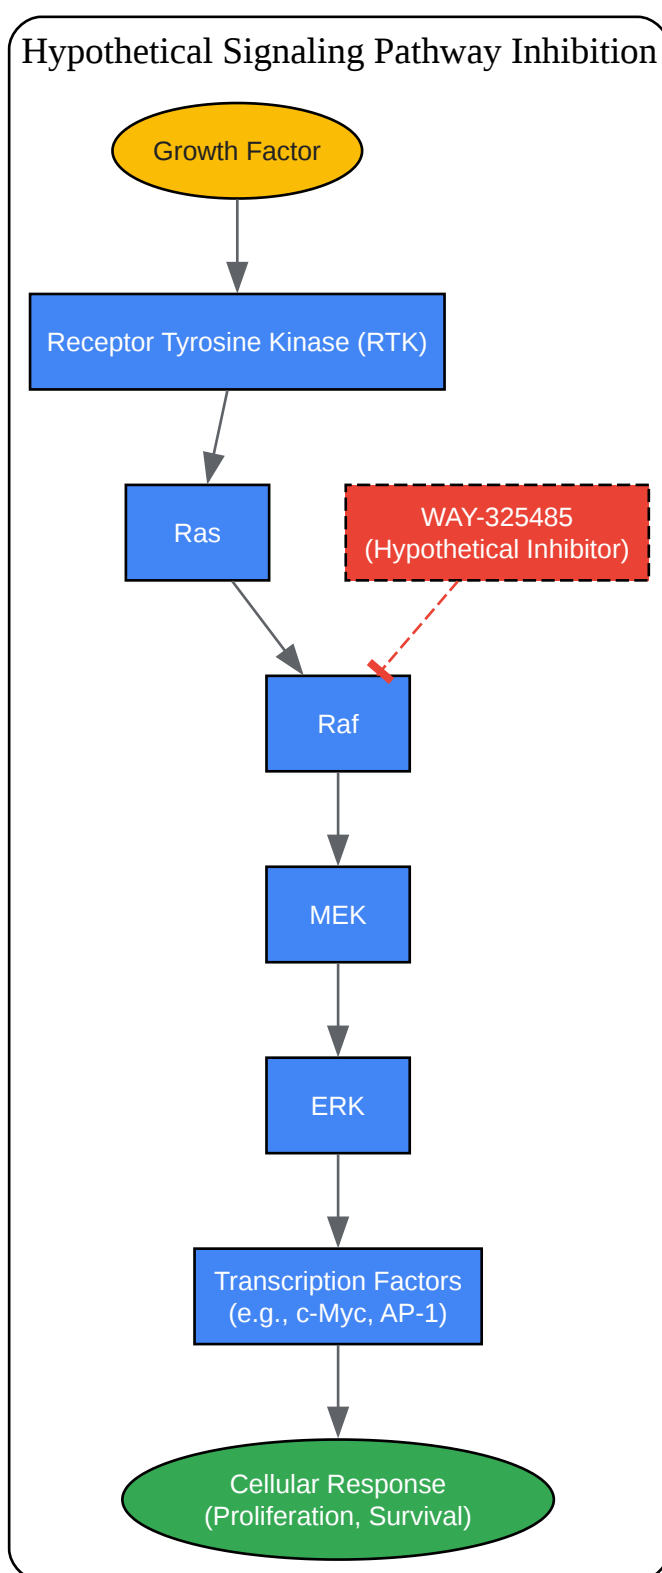 Hypothetical Signaling Pathway Inhibition
Growth Factor
Receptor Tyrosine Kinase (RTK)
Ras
WAY-325485
(Hypothetical Inhibitor)
Raf
MEK
ERK
Transcription Factors
(e.g., c-Myc, AP-1)
Cellular Response
(Proliferation, Survival)